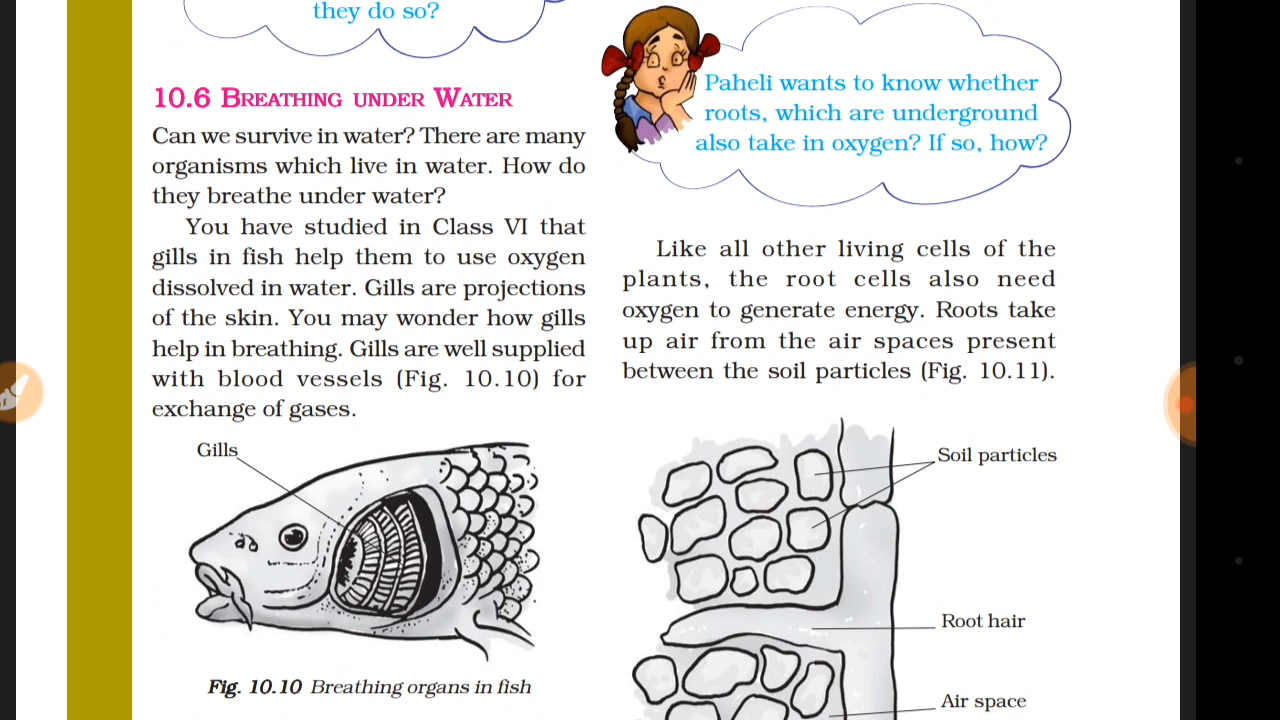 they do so?
10.6 BREATHING UNDER WATER
Can we survive in water? There are many
organisms which live in water. How do
they breathe under water?
You have studied in Class VI that
gills in fish help them to use oxygen
dissolved in water. Gills are projections
of the skin. You may wonder how gills
help in breathing. Gills are well supplied
with blood vessels (Fig. 10.10) for
exchange of gases.
Gills
Fig. 10.10 Breathing organs in fish
Paheli wants to know whether
roots, which are underground
also take in oxygen? If so, how?
Like all other living cells of the
plants, the root cells also need
oxygen to generate energy. Roots take
up air from the air spaces present
between the soil particles (Fig. 10.11).
Soil particles
Root hair
Air space